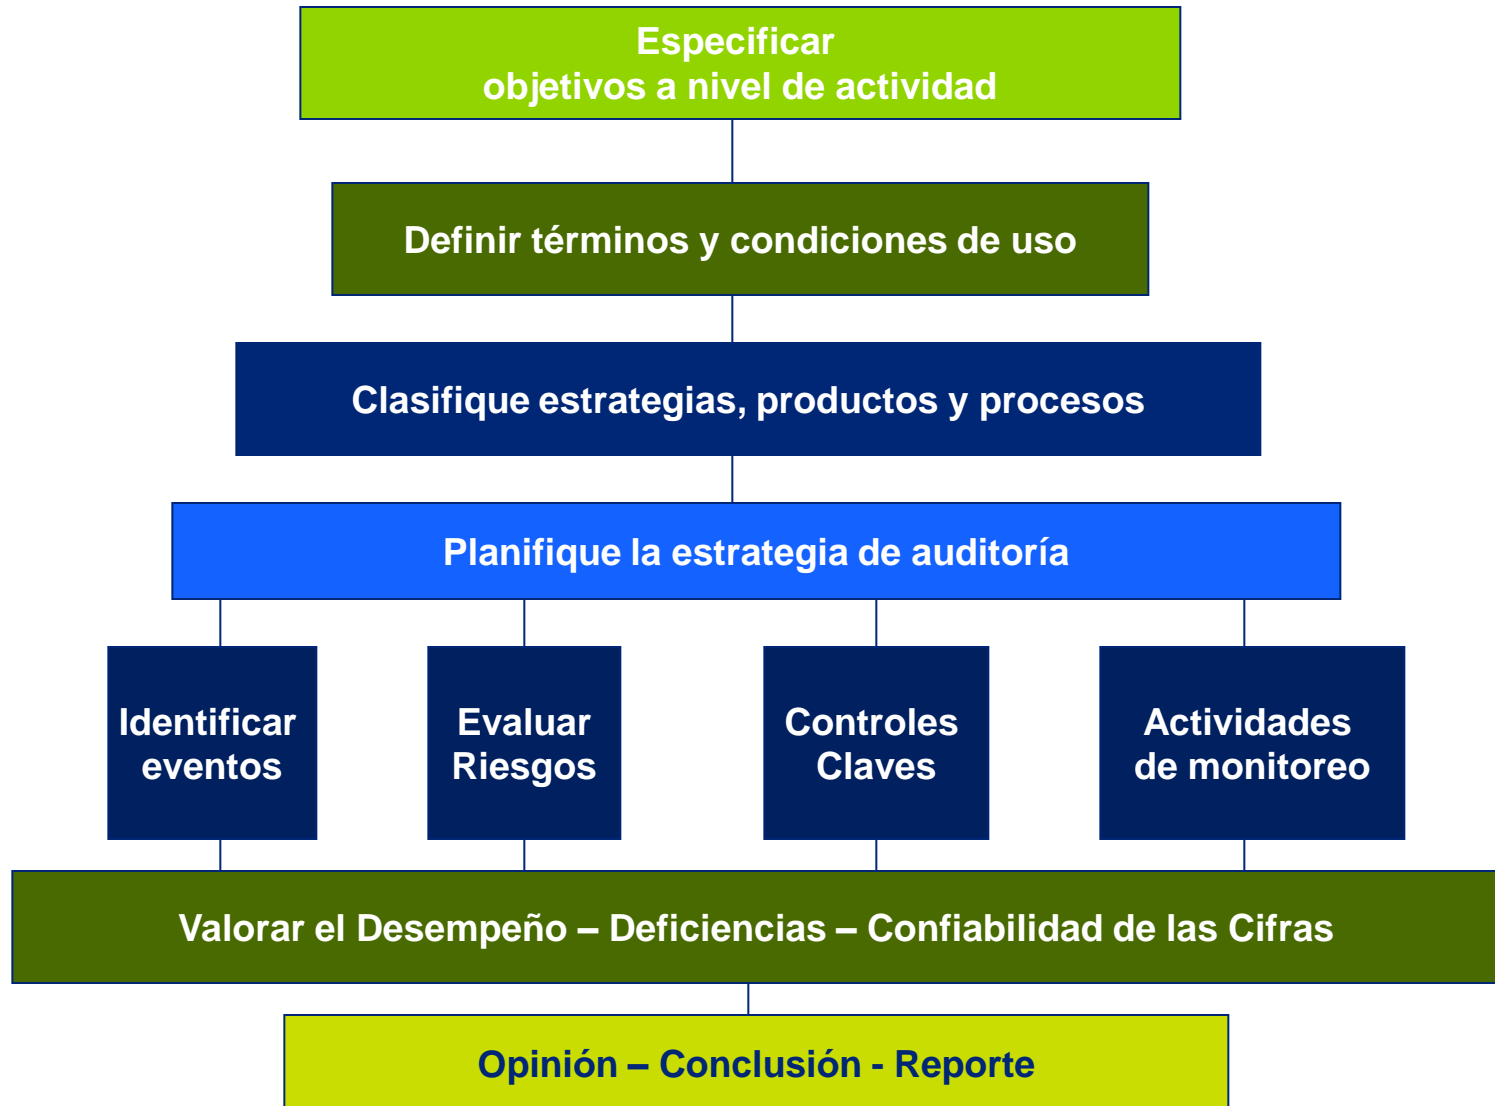 Especificar
objetivos a nivel de actividad
Definir términos y condiciones de uso
Clasifique estrategias, productos y procesos
Planifique la estrategia de auditoría
Identificar
eventos
Evaluar
Riesgos
Controles
Claves
Actividades
de monitoreo
Valorar el Desempeño – Deficiencias – Confiabilidad de las Cifras
Opinión – Conclusión - Reporte